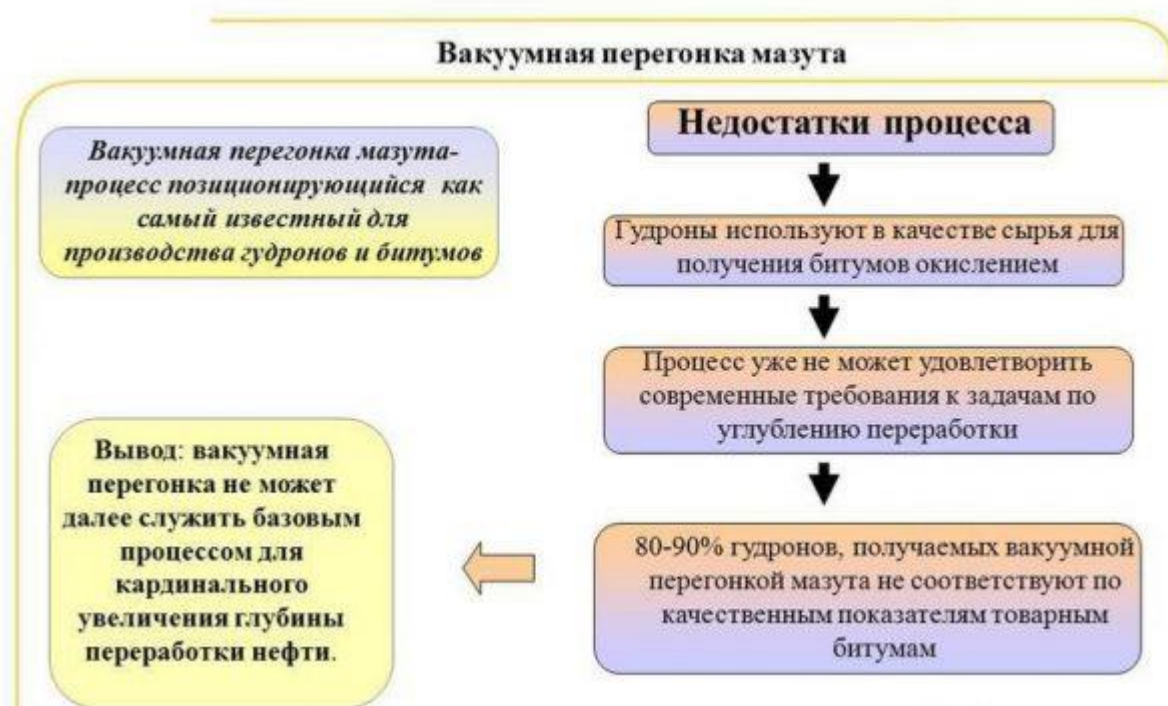 Вакуумная перегонка мазута
Вакуумная перегонка мазута-
процесс позиционирующийся как
самый известный для
производства гудронов и битумов
Недостатки процесса
Гудроны используют в качестве сырья для
получения битумов окислением
Процесс уже не может удовлетворить
современные требования к задачам по
углублению переработки
80-90% гудронов, получаемых вакуумной
перегонкой мазута не соответствуют по
качественным показателям товарным
битумам
Вывод: вакуумная
перегонка не может
далее служить базовым
процессом для
кардинального
увеличения глубины
переработки нефти.